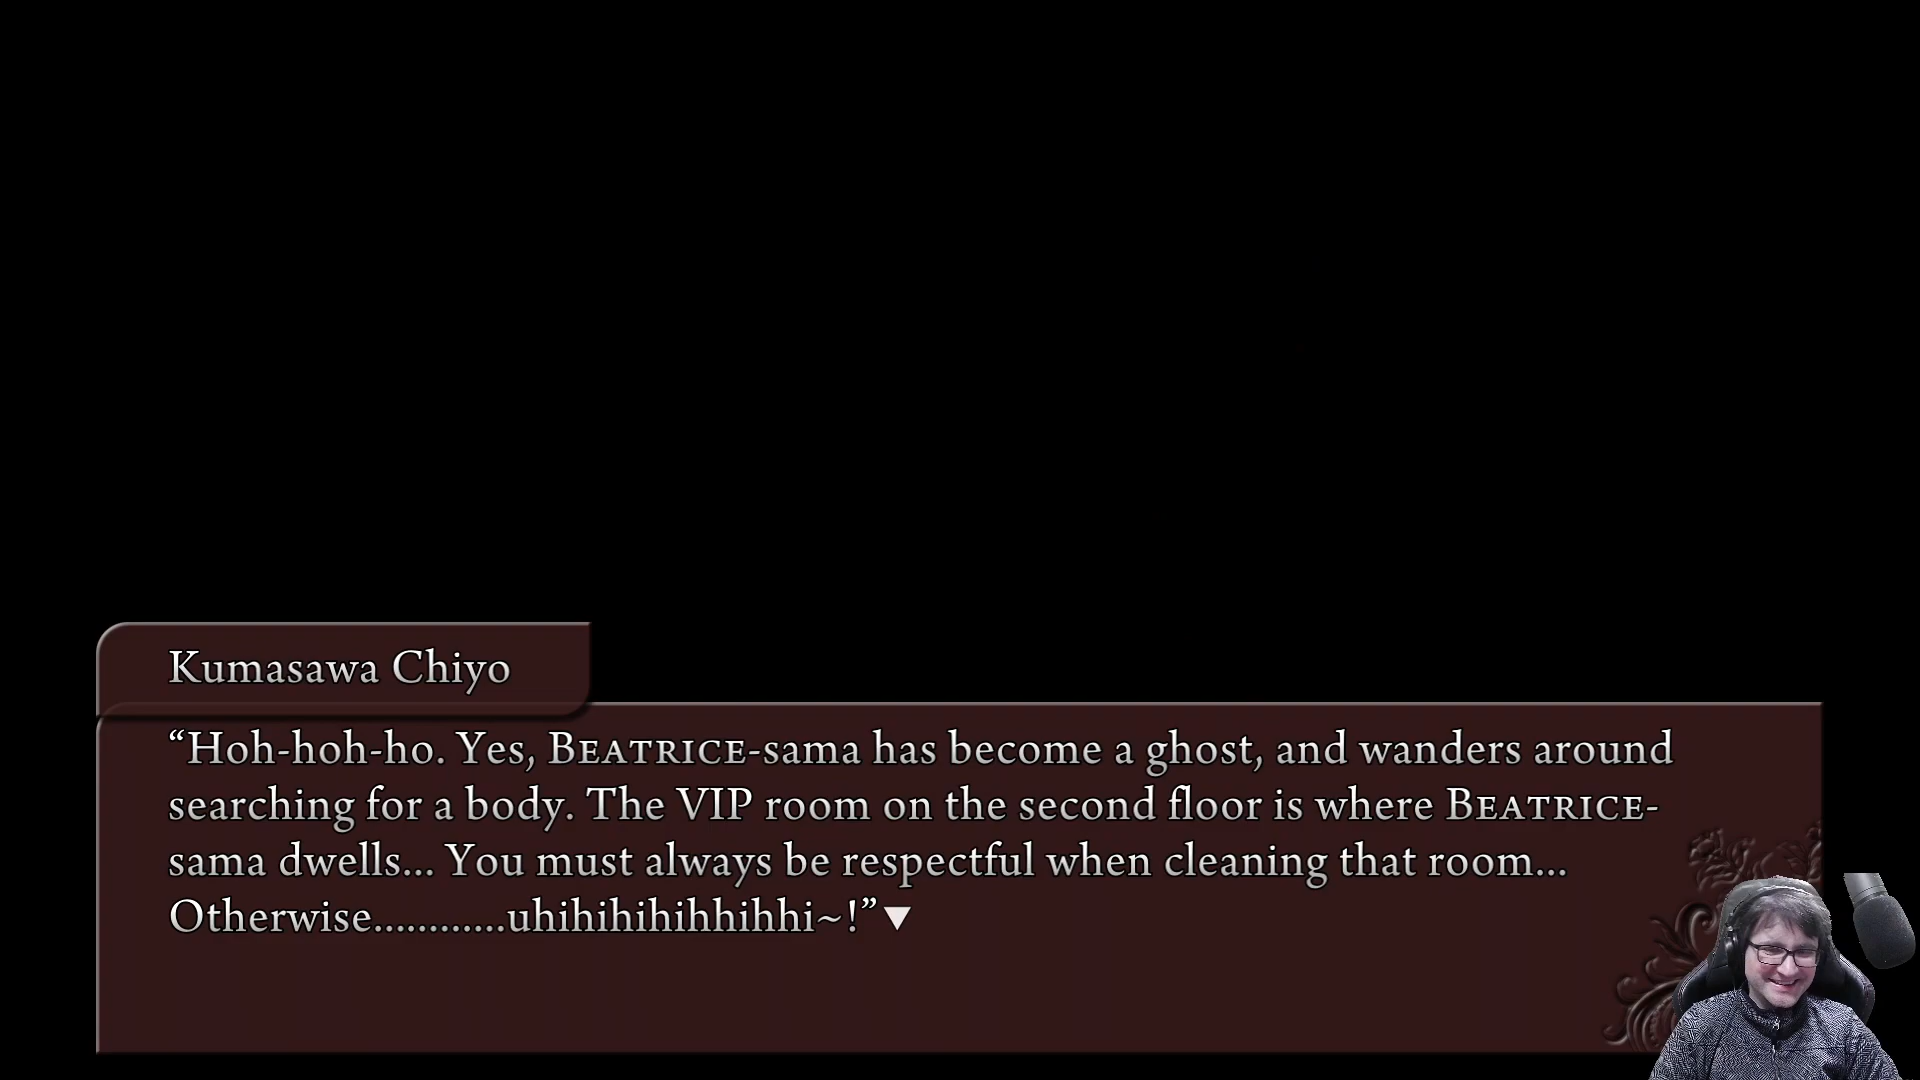 Kumasawa Chiyo
“Hoh-hoh-ho. Yes, BEATRICE-sama has become a ghost, and wanders around
searching for a body. The VIP room on the second floor is where BEATRICE-
sama dwells... You must always be respectful when cleaning that room...
Otherwise............uhihihihihhihhi~!”